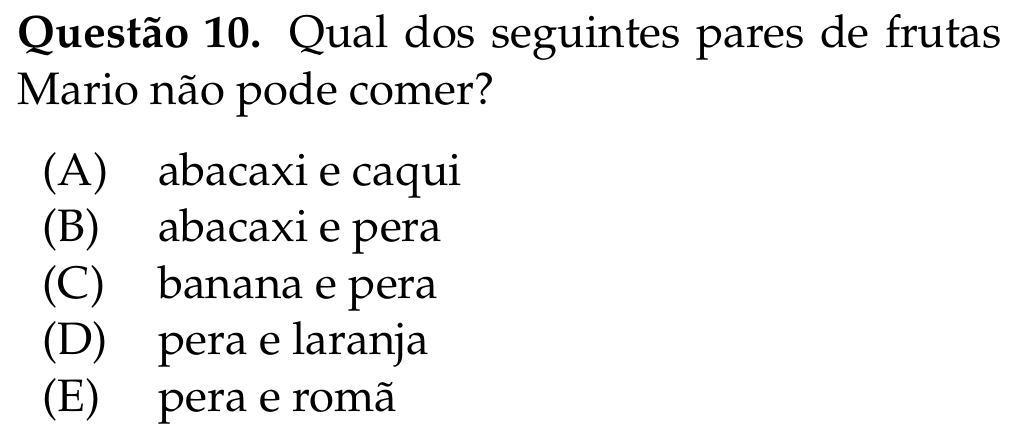 Questão 10. Qual dos seguintes pares de frutas
Mario não pode comer?
(A) abacaxi e caqui
(B) abacaxi e pera
(C) banana e pera
(D) pera e laranja
(E) pera e romã